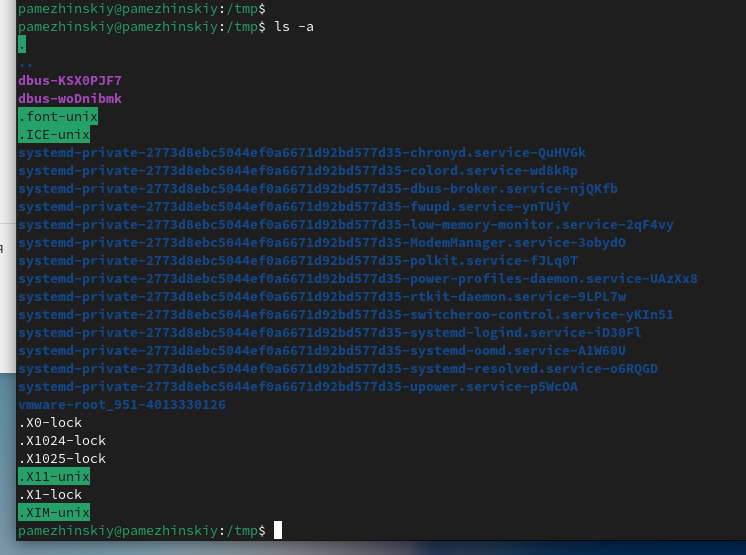 pamezhinskiy@pamezhinskiy:/tmp$
pamezhinskiy@pamezhinskiy:/tmp$ ls -a
.
..
dbus-KSX0PJF7
dbus-woDnibmk
.font-unix
.ICE-unix
systemd-private-2773d8ebc5044ef0a6671d92bd577d35-chronyd.service-QuHVGk
systemd-private-2773d8ebc5044ef0a6671d92bd577d35-colord.service-wd8kRp
systemd-private-2773d8ebc5044ef0a6671d92bd577d35-dbus-broker.service-njQKfb
systemd-private-2773d8ebc5044ef0a6671d92bd577d35-fwupd.service-ynTUjY
systemd-private-2773d8ebc5044ef0a6671d92bd577d35-low-memory-monitor.service-2qF4vy
systemd-private-2773d8ebc5044ef0a6671d92bd577d35-ModemManager.service-3obydO
systemd-private-2773d8ebc5044ef0a6671d92bd577d35-polkit.service-fJLq0T
systemd-private-2773d8ebc5044ef0a6671d92bd577d35-power-profiles-daemon.service-UAzXx8
systemd-private-2773d8ebc5044ef0a6671d92bd577d35-rtkit-daemon.service-9LPL7w
systemd-private-2773d8ebc5044ef0a6671d92bd577d35-switcheroo-control.service-yKIn51
systemd-private-2773d8ebc5044ef0a6671d92bd577d35-systemd-logind.service-iD30Fl
systemd-private-2773d8ebc5044ef0a6671d92bd577d35-systemd-oomd.service-A1W60U
systemd-private-2773d8ebc5044ef0a6671d92bd577d35-systemd-resolved.service-o6RQGD
systemd-private-2773d8ebc5044ef0a6671d92bd577d35-upower.service-p5WcOA
vmware-root_951-4013330126
.X0-lock
.X1024-lock
.X1025-lock
.X11-unix
.X1-lock
.XIM-unix
pamezhinskiy@pamezhinskiy:/tmp$